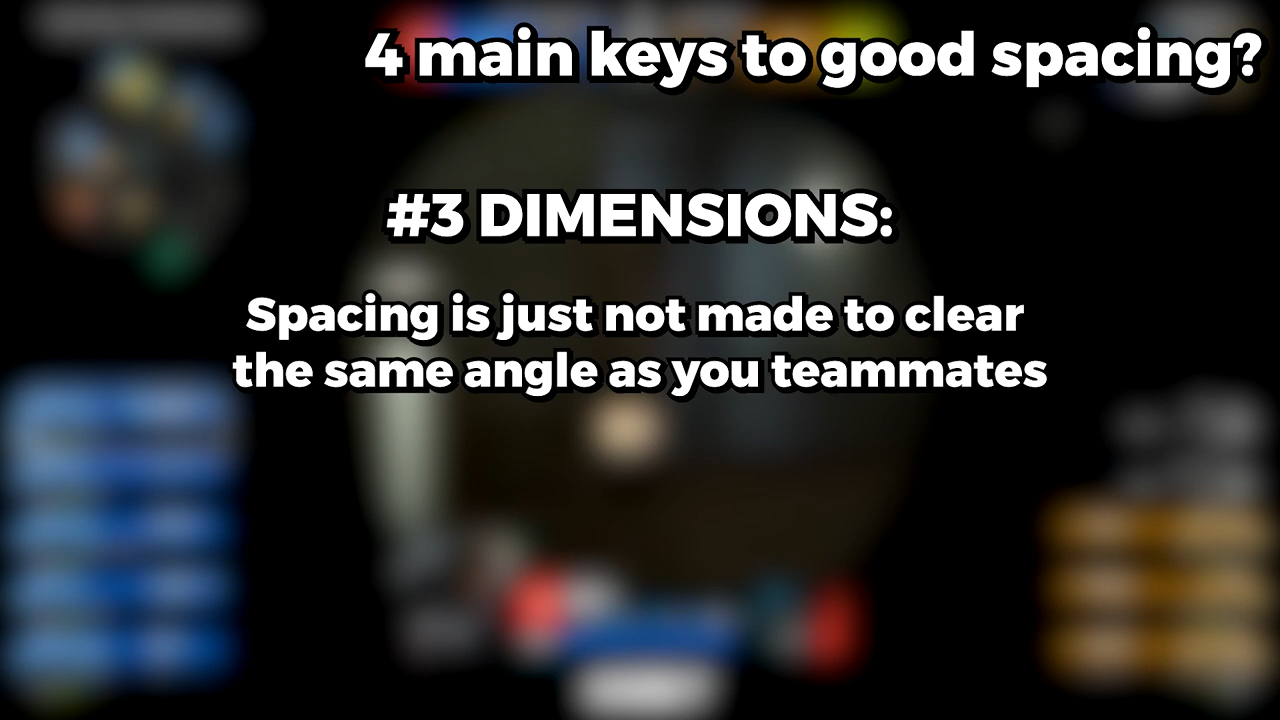 4 main keys to good spacing?
#3 DIMENSIONS:
Spacing is just not made to clear
the same angle as you teammates